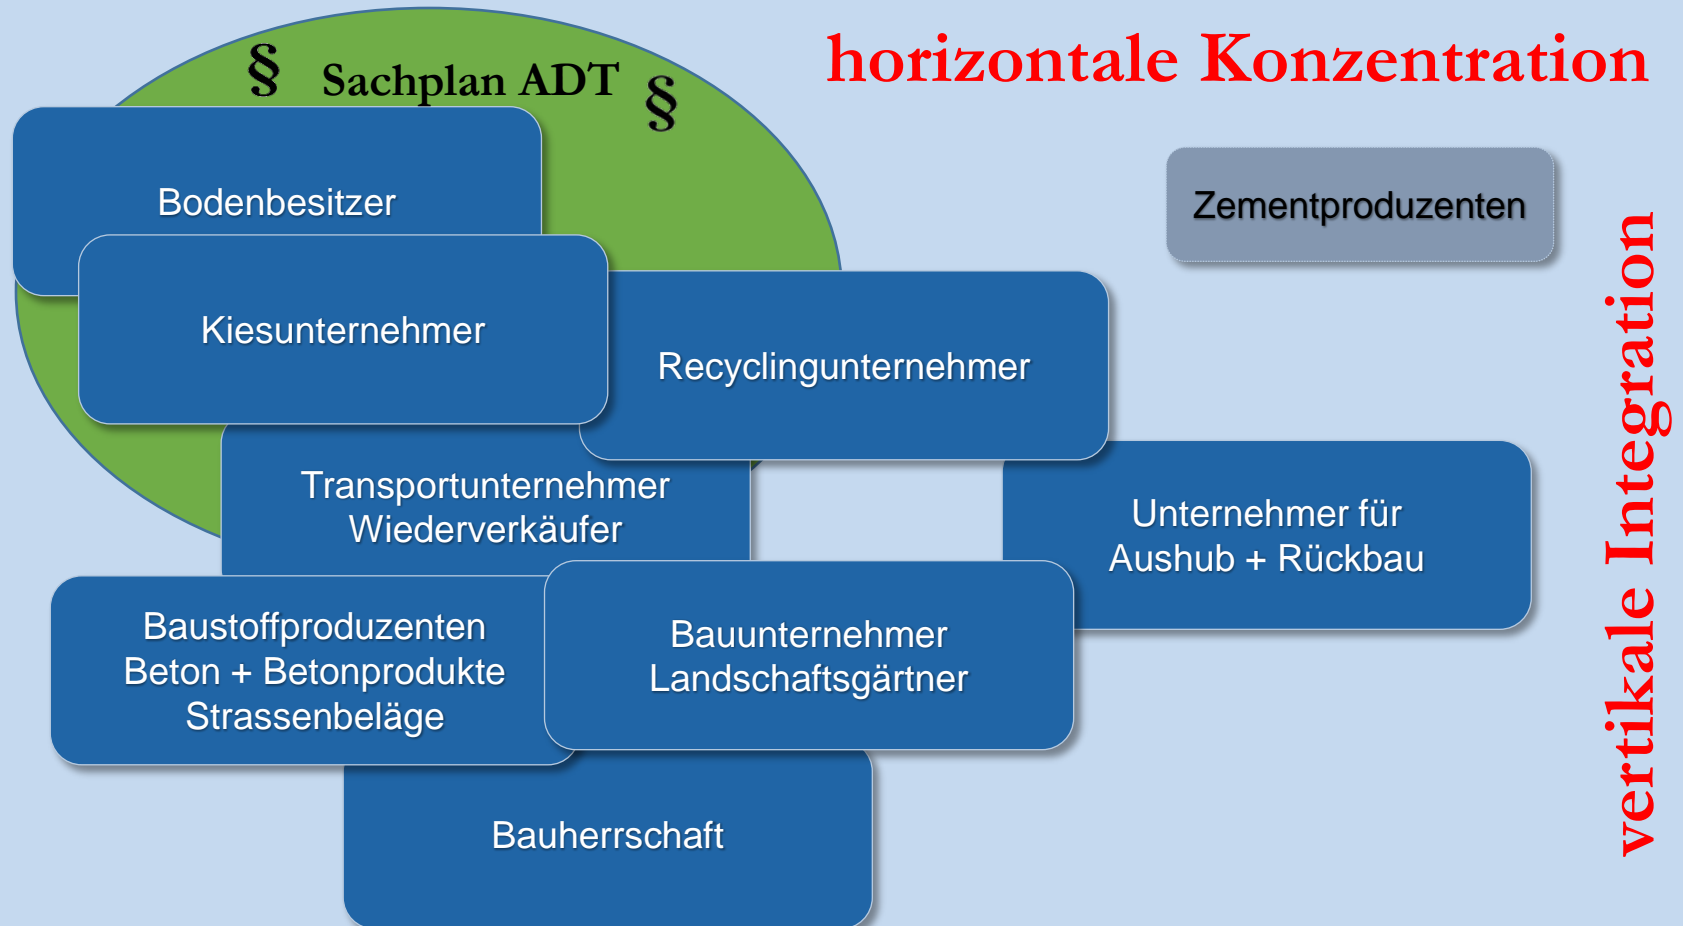 § Sachplan ADT §
horizontale Konzentration
Bodenbesitzer
Zementproduzenten
Kiesunternehmer
Recyclingunternehmer
Transportunternehmer
Wiederverkäufer
Unternehmer für
Aushub + Rückbau
Baustoffproduzenten
Beton + Betonprodukte
Strassenbeläge
Bauunternehmer
Landschaftsgärtner
Bauherrschaft
vertikale Integration